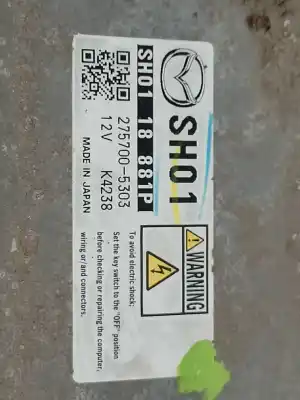 SH01
SH01 18 881P
275700-5303
12V K4238
MADE IN JAPAN
WARNING
To avoid electric shock:
Set the key switch to the "OFF" position
before checking or repairing the computer,
wiring or/and connectors.